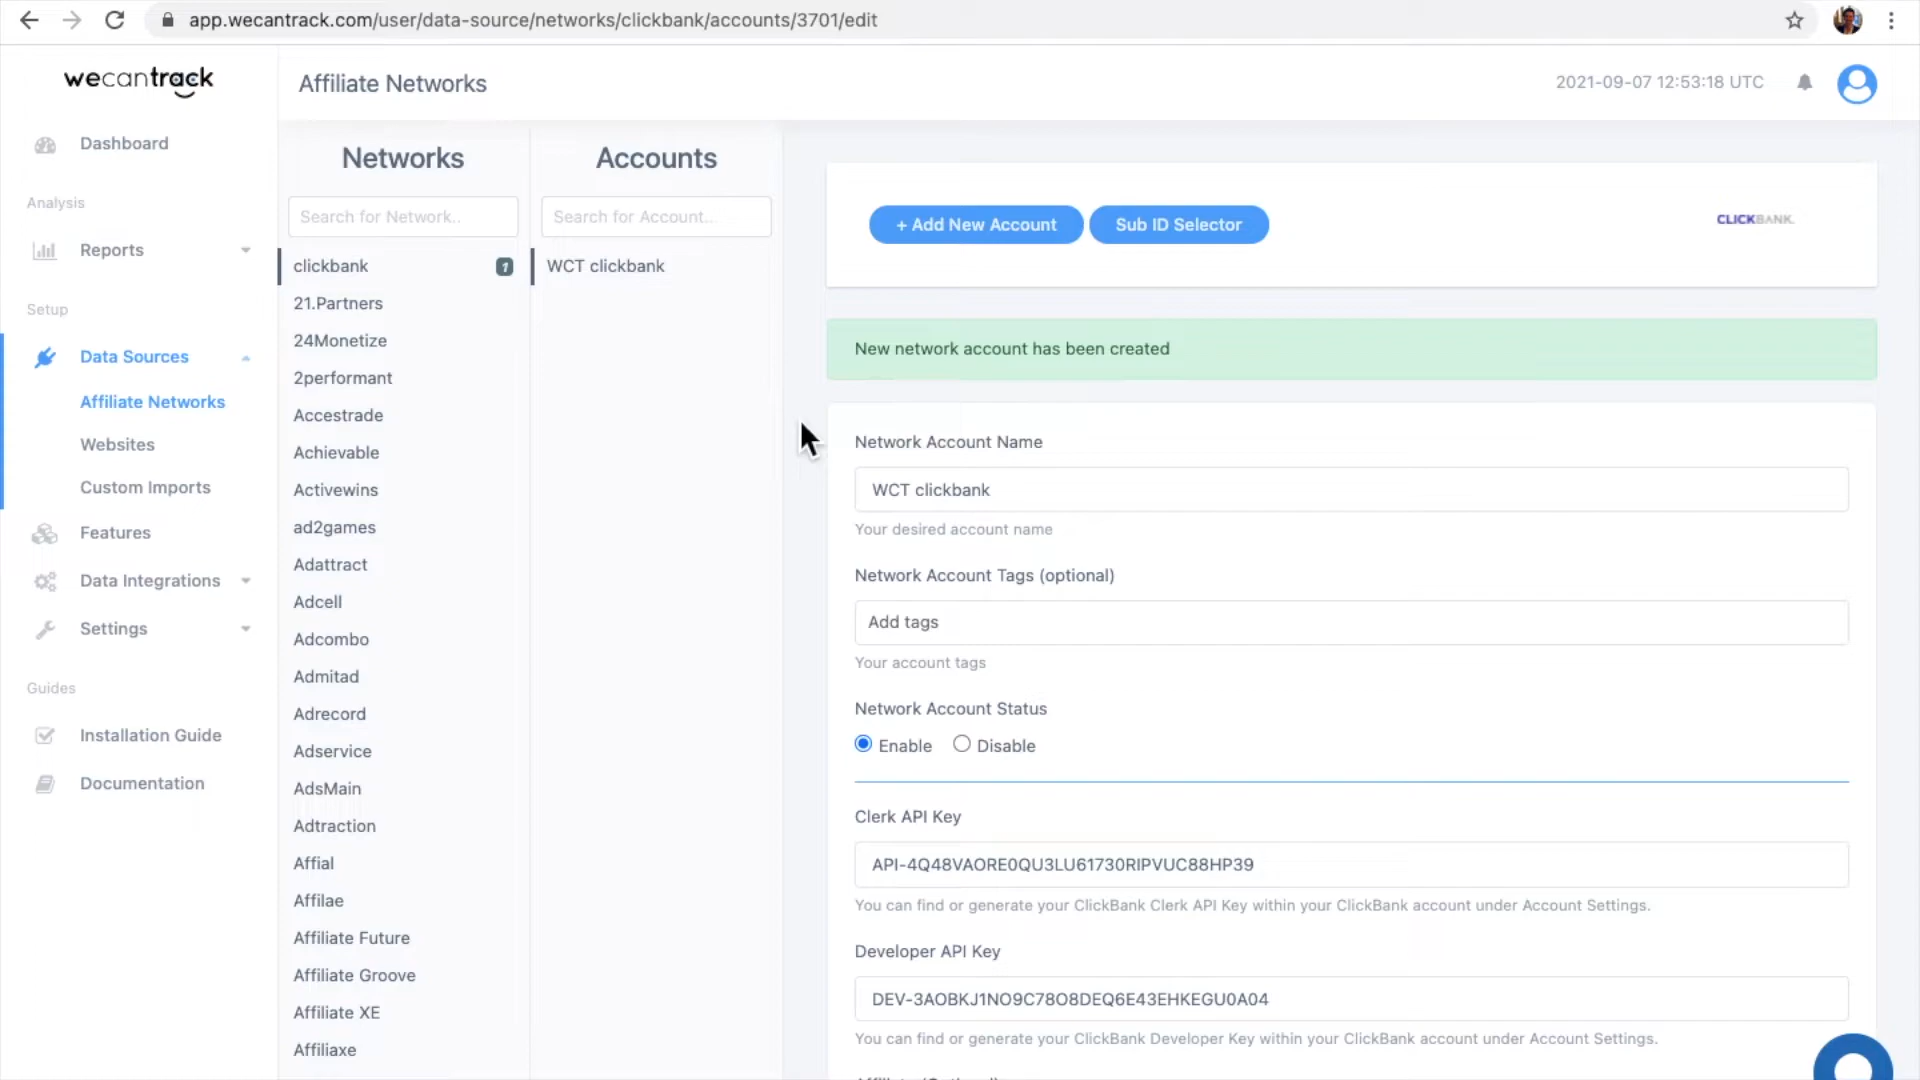 app.wecantrack.com/user/data-source/networks/clickbank/accounts/3701/edit
wecantrack
Affiliate Networks
2021-09-07 12:53:18 UTC
Dashboard
Analysis
Reports
Setup
Data Sources
Affiliate Networks
Websites
Custom Imports
Features
Data Integrations
Settings
Guides
Installation Guide
Documentation
Networks
Search for Network..
clickbank 1
21.Partners
24Monetize
2performant
Accestrade
Achievable
Activewins
ad2games
Adattract
Adcell
Adcombo
Admitad
Adrecord
Adservice
AdsMain
Adtraction
Affial
Affilae
Affiliate Future
Affiliate Groove
Affiliate XE
Affiliaxe
Accounts
Search for Account..
WCT clickbank
+ Add New Account
Sub ID Selector
CLICKBANK.
New network account has been created
Network Account Name
WCT clickbank
Your desired account name
Network Account Tags (optional)
Add tags
Your account tags
Network Account Status
Enable Disable
Clerk API Key
API-4Q48VAORE0QU3LU61730RIPVUC88HP39
You can find or generate your ClickBank Clerk API Key within your ClickBank account under Account Settings.
Developer API Key
DEV-3AOBKJ1NO9C78O8DEQ6E43EHKEGU0A04
You can find or generate your ClickBank Developer Key within your ClickBank account under Account Settings.